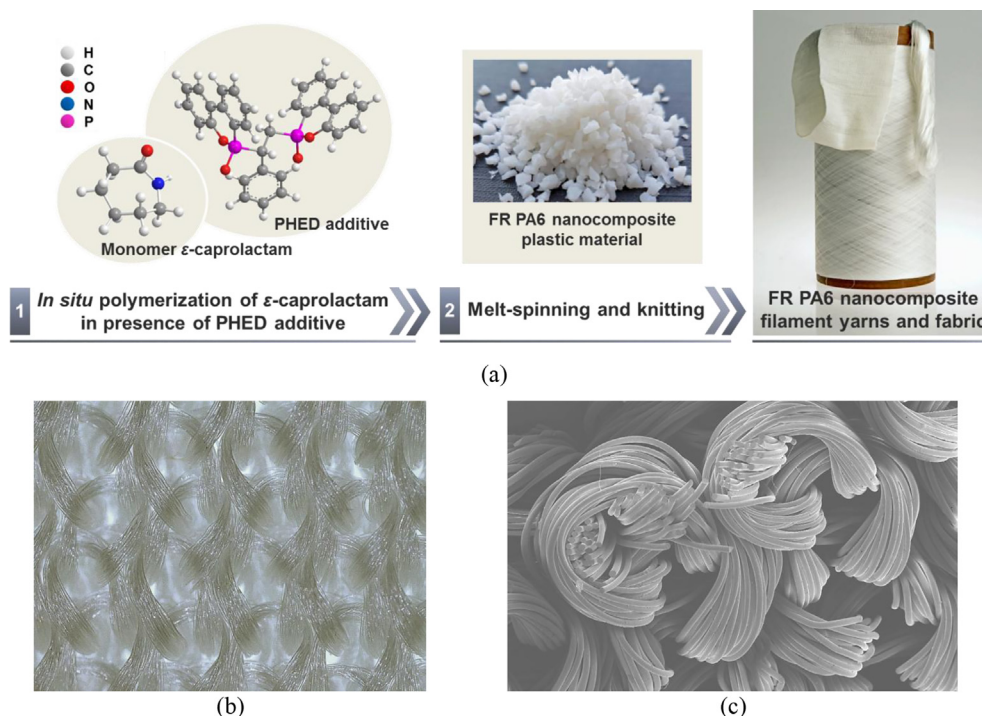 H
C
O
N
P
PHED additive
Monomer ε-caprolactam
FR PA6 nanocomposite
plastic material
1
In situ polymerization of ε-caprolactam
in presence of PHED additive
2
Melt-spinning and knitting
FR PA6 nanocomposite
filament yarns and fabric
(a)
(b)
(c)